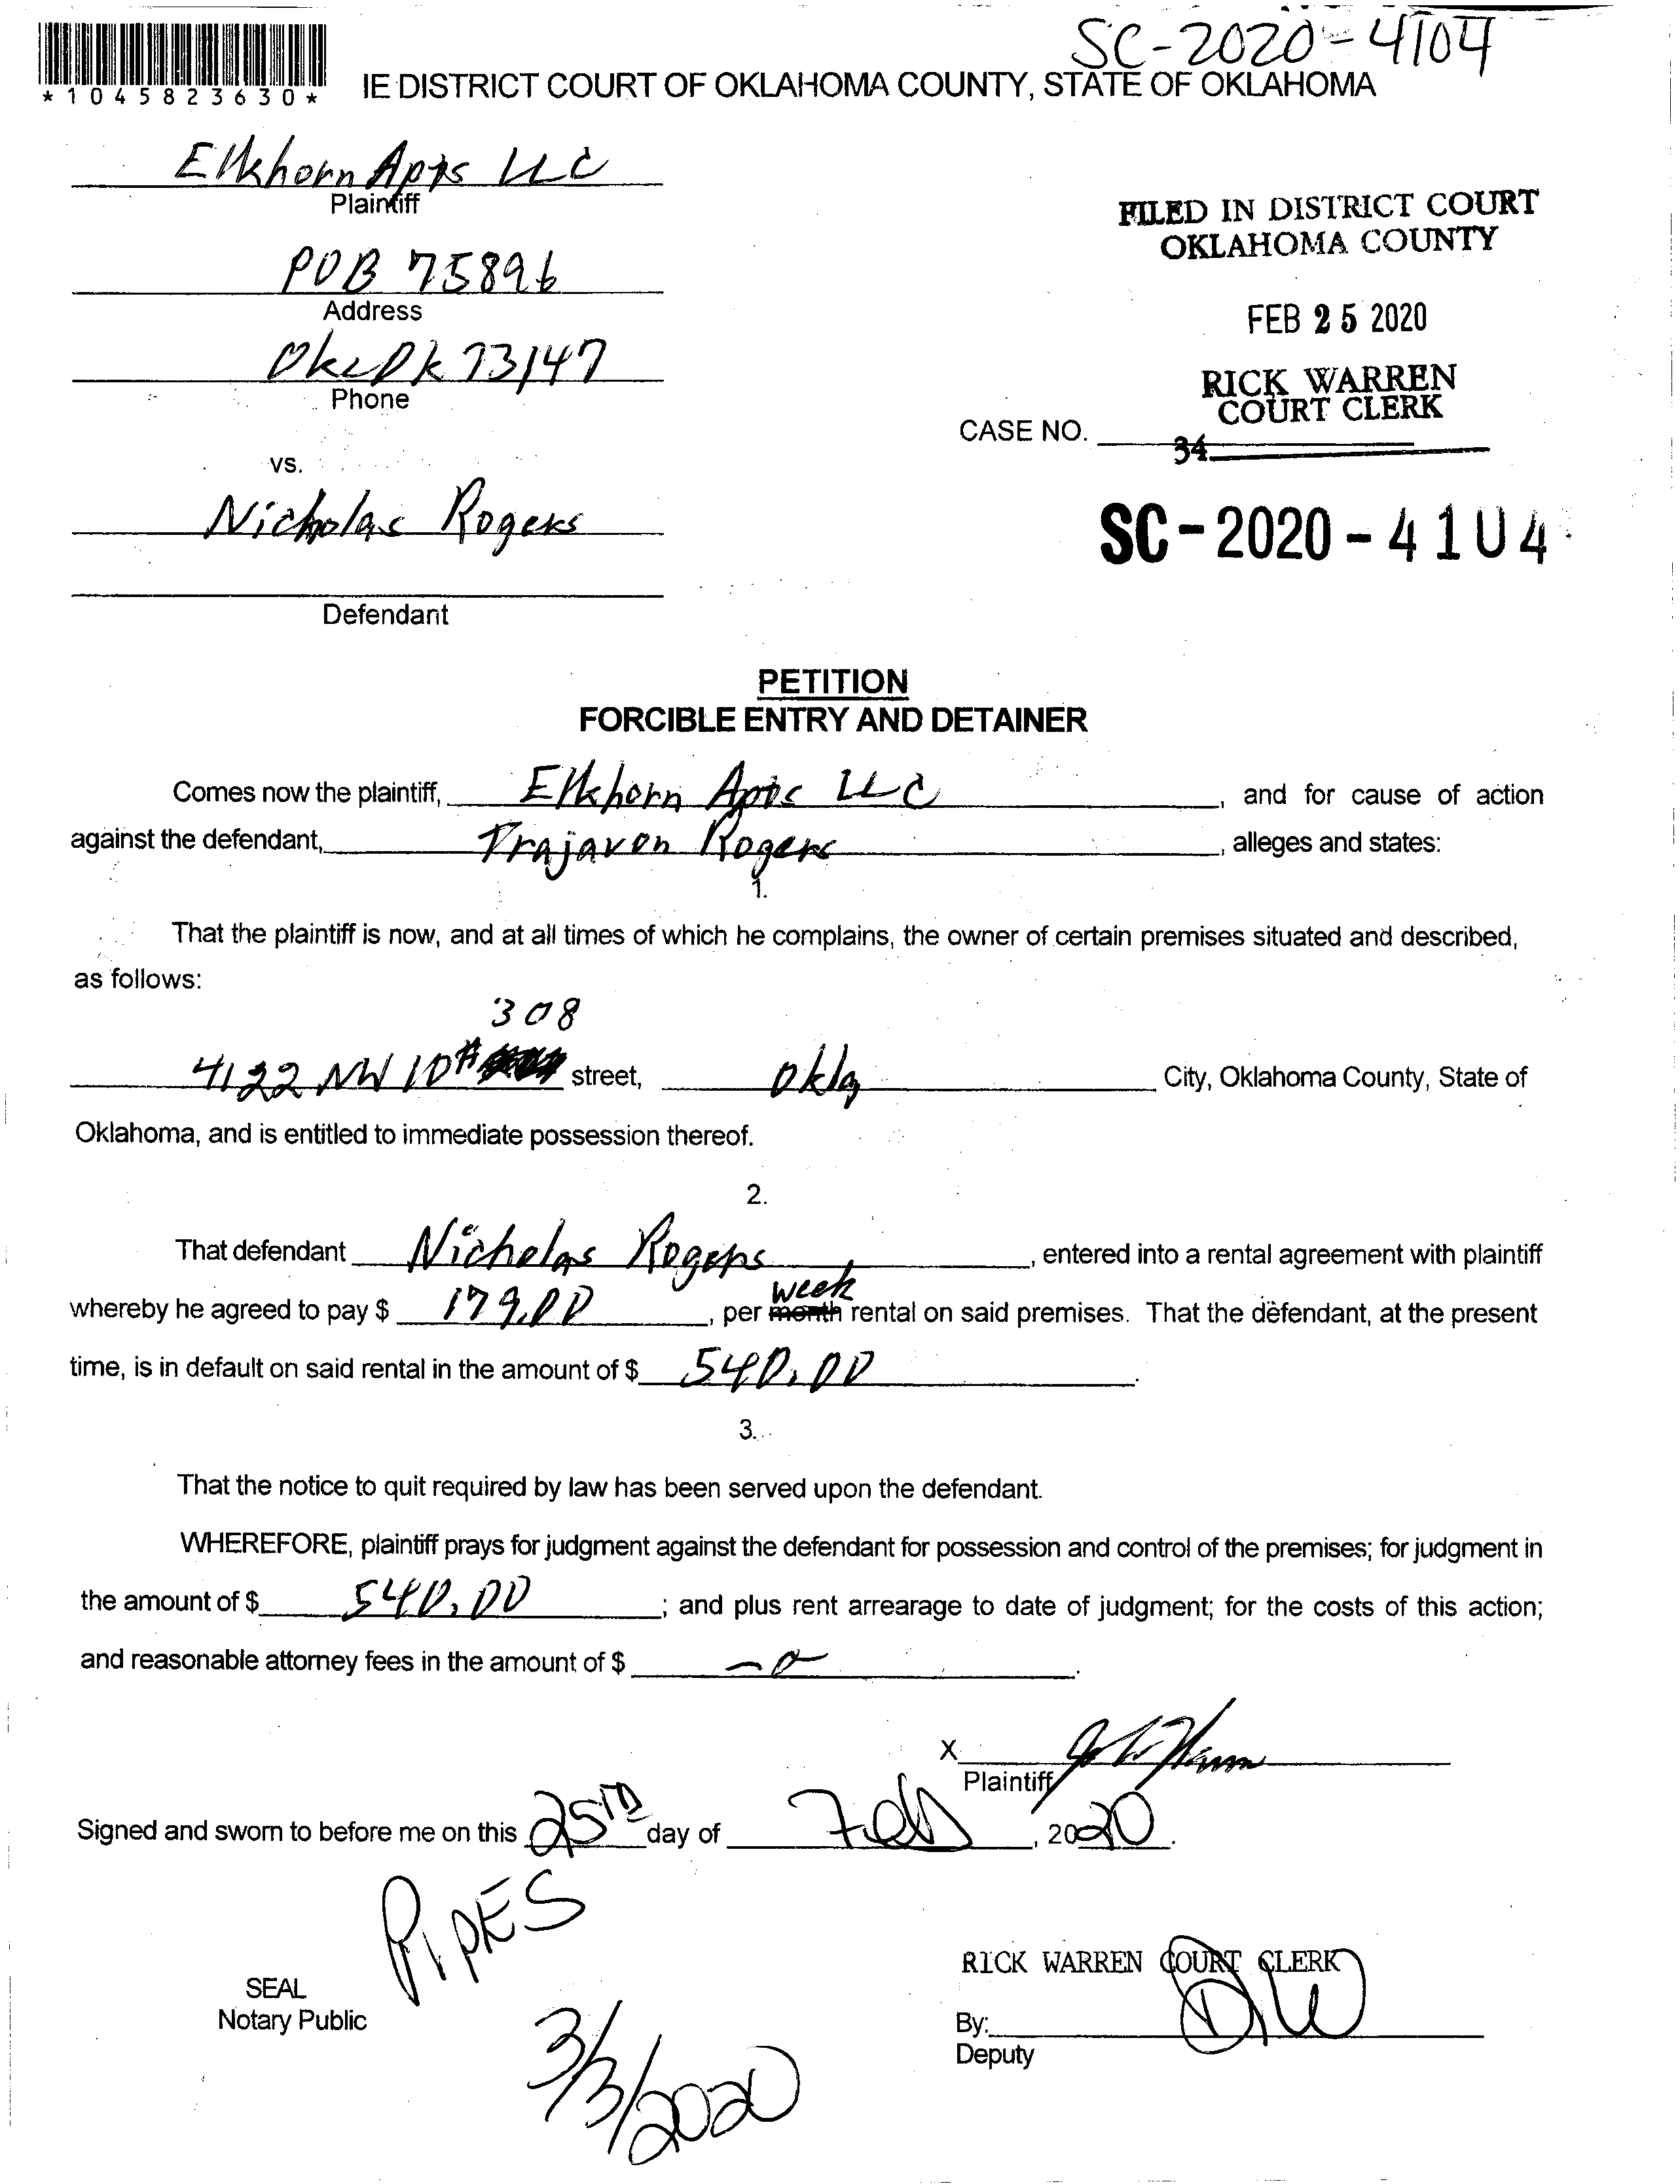 SC-2020-4104
*1045823630*
IE DISTRICT COURT OF OKLAHOMA COUNTY, STATE OF OKLAHOMA
Elkhorn Apts LLC
Plaintiff
POB 75896
Address
Okc Ok 73147
Phone
FILED IN DISTRICT COURT
OKLAHOMA COUNTY
FEB 25 2020
RICK WARREN
COURT CLERK
CASE NO.
34
vs.
Nicholas Rogers
Defendant
SC-2020-4104
PETITION
FORCIBLE ENTRY AND DETAINER
Comes now the plaintiff, Elkhorn Apts LLC, and for cause of action
against the defendant, Trajavon Rogers, alleges and states:
1.
That the plaintiff is now, and at all times of which he complains, the owner of certain premises situated and described,
as follows:
308
4122 NW 10 # street, Okla City, Oklahoma County, State of
Oklahoma, and is entitled to immediate possession thereof.
2.
That defendant Nicholas Rogers, entered into a rental agreement with plaintiff
week
whereby he agreed to pay $ 179.00, per month rental on said premises. That the defendant, at the present
time, is in default on said rental in the amount of $ 540.00.
3.
That the notice to quit required by law has been served upon the defendant.
WHEREFORE, plaintiff prays for judgment against the defendant for possession and control of the premises; for judgment in
the amount of $ 540.00; and plus rent arrearage to date of judgment; for the costs of this action;
and reasonable attorney fees in the amount of $ -0-.
X
Plaintiff
Signed and sworn to before me on this 25TH day of Feb, 2020.
PIPES
SEAL
Notary Public
3/3/2020
RICK WARREN COURT CLERK
By: DW
Deputy